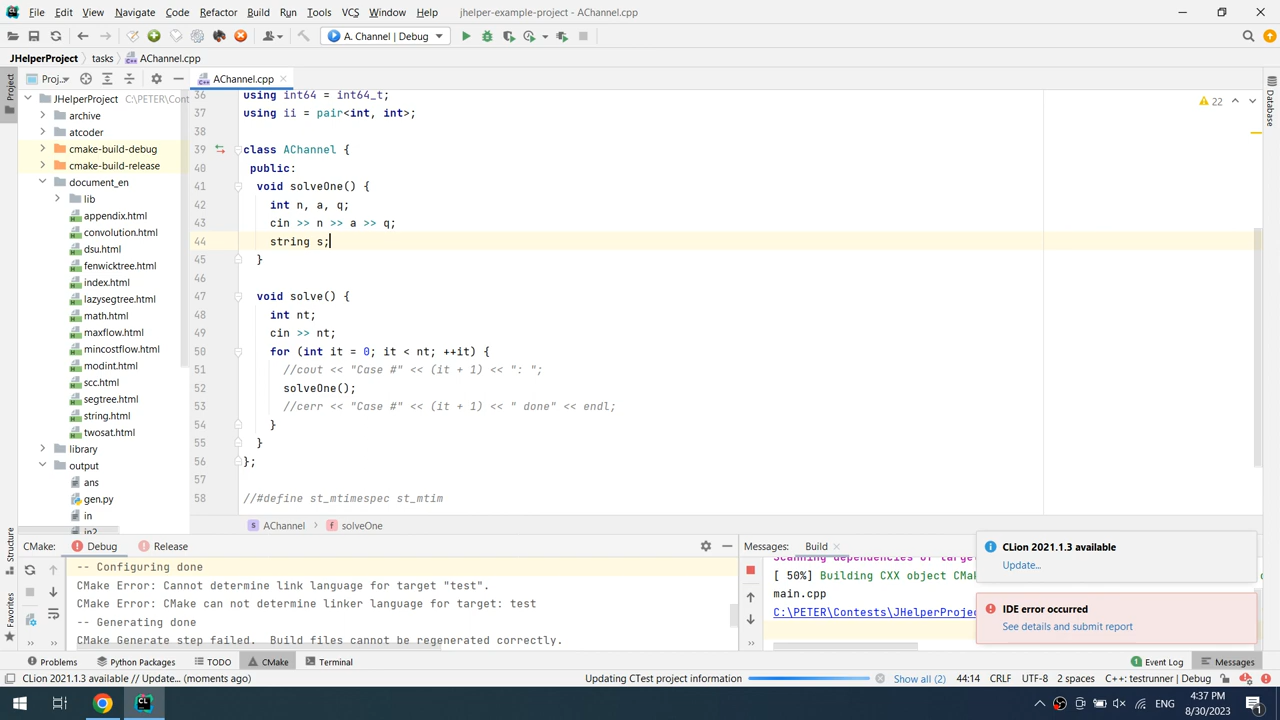 File Edit View Navigate Code Refactor Build Run Tools VCS Window Help jhelper-example-project - AChannel.cpp
A. Channel | Debug
JHelperProject tasks AChannel.cpp
Proj... AChannel.cpp
Project
Structure
Favorites
Database
JHelperProject C:\PETER\Cont
archive
atcoder
cmake-build-debug
cmake-build-release
document_en
lib
appendix.html
convolution.html
dsu.html
fenwicktree.html
index.html
lazysegtree.html
math.html
maxflow.html
mincostflow.html
modint.html
scc.html
segtree.html
string.html
twosat.html
library
output
ans
gen.py
in
in2
22
36 using int64 = int64_t;
37 using ii = pair<int, int>;
38
39 class AChannel {
40 public:
41 void solveOne() {
42 int n, a, q;
43 cin >> n >> a >> q;
44 string s;
45 }
46
47 void solve() {
48 int nt;
49 cin >> nt;
50 for (int it = 0; it < nt; ++it) {
51 //cout << "Case #" << (it + 1) << ": ";
52 solveOne();
53 //cerr << "Case #" << (it + 1) << " done" << endl;
54 }
55 }
56 };
57
58 //#define st_mtimespec st_mtim
AChannel solveOne
CMake: Debug Release
-- Configuring done
CMake Error: Cannot determine link language for target "test".
CMake Error: CMake can not determine linker language for target: test
-- Generating done
CMake Generate step failed. Build files cannot be regenerated correctly.
Messages: Build
Scanning dependencies of targe
[ 50%] Building CXX object CMa
main.cpp
C:\PETER\Contests\JHelperProjec
CLion 2021.1.3 available
Update...
IDE error occurred
See details and submit report
Problems Python Packages TODO CMake Terminal Event Log Messages
CLion 2021.1.3 available // Update... (moments ago) Updating CTest project information Show all (2) 44:14 CRLF UTF-8 2 spaces C++: testrunner | Debug
ENG 4:37 PM
8/30/2023
1